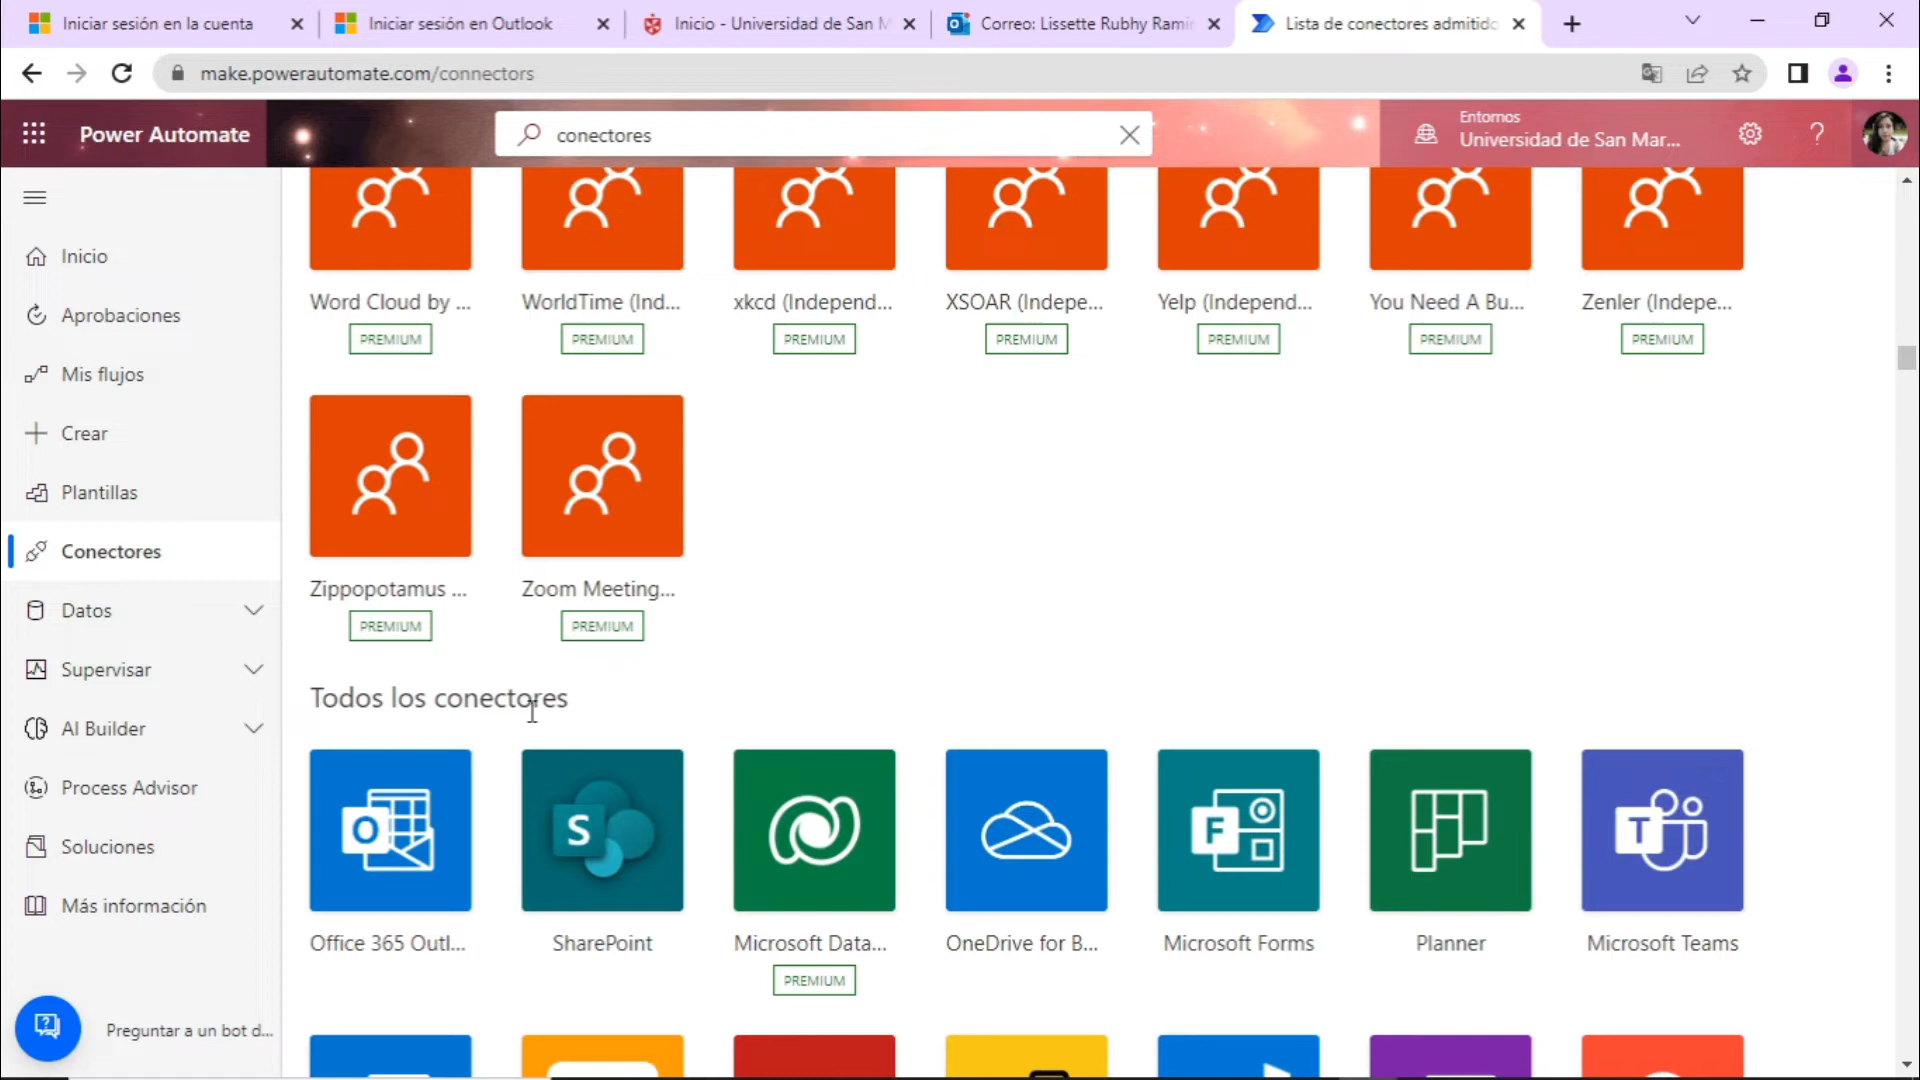 Iniciar sesión en la cuenta
Iniciar sesión en Outlook
Inicio - Universidad de San M
Correo: Lissette Rubhy Rami
Lista de conectores admitido
make.powerautomate.com/connectors
Power Automate
conectores
Entornos
Universidad de San Mar...
Inicio
Aprobaciones
Mis flujos
Crear
Plantillas
Conectores
Datos
Supervisar
AI Builder
Process Advisor
Soluciones
Más información
Preguntar a un bot d...
Word Cloud by ...
WorldTime (Ind...
xkcd (Independ...
XSOAR (Indepe...
Yelp (Independ...
You Need A Bu...
Zenler (Indepe...
PREMIUM
PREMIUM
PREMIUM
PREMIUM
PREMIUM
PREMIUM
PREMIUM
Zippopotamus ...
Zoom Meeting...
PREMIUM
PREMIUM
Todos los conectores
Office 365 Outl...
SharePoint
Microsoft Data...
OneDrive for B...
Microsoft Forms
Planner
Microsoft Teams
PREMIUM